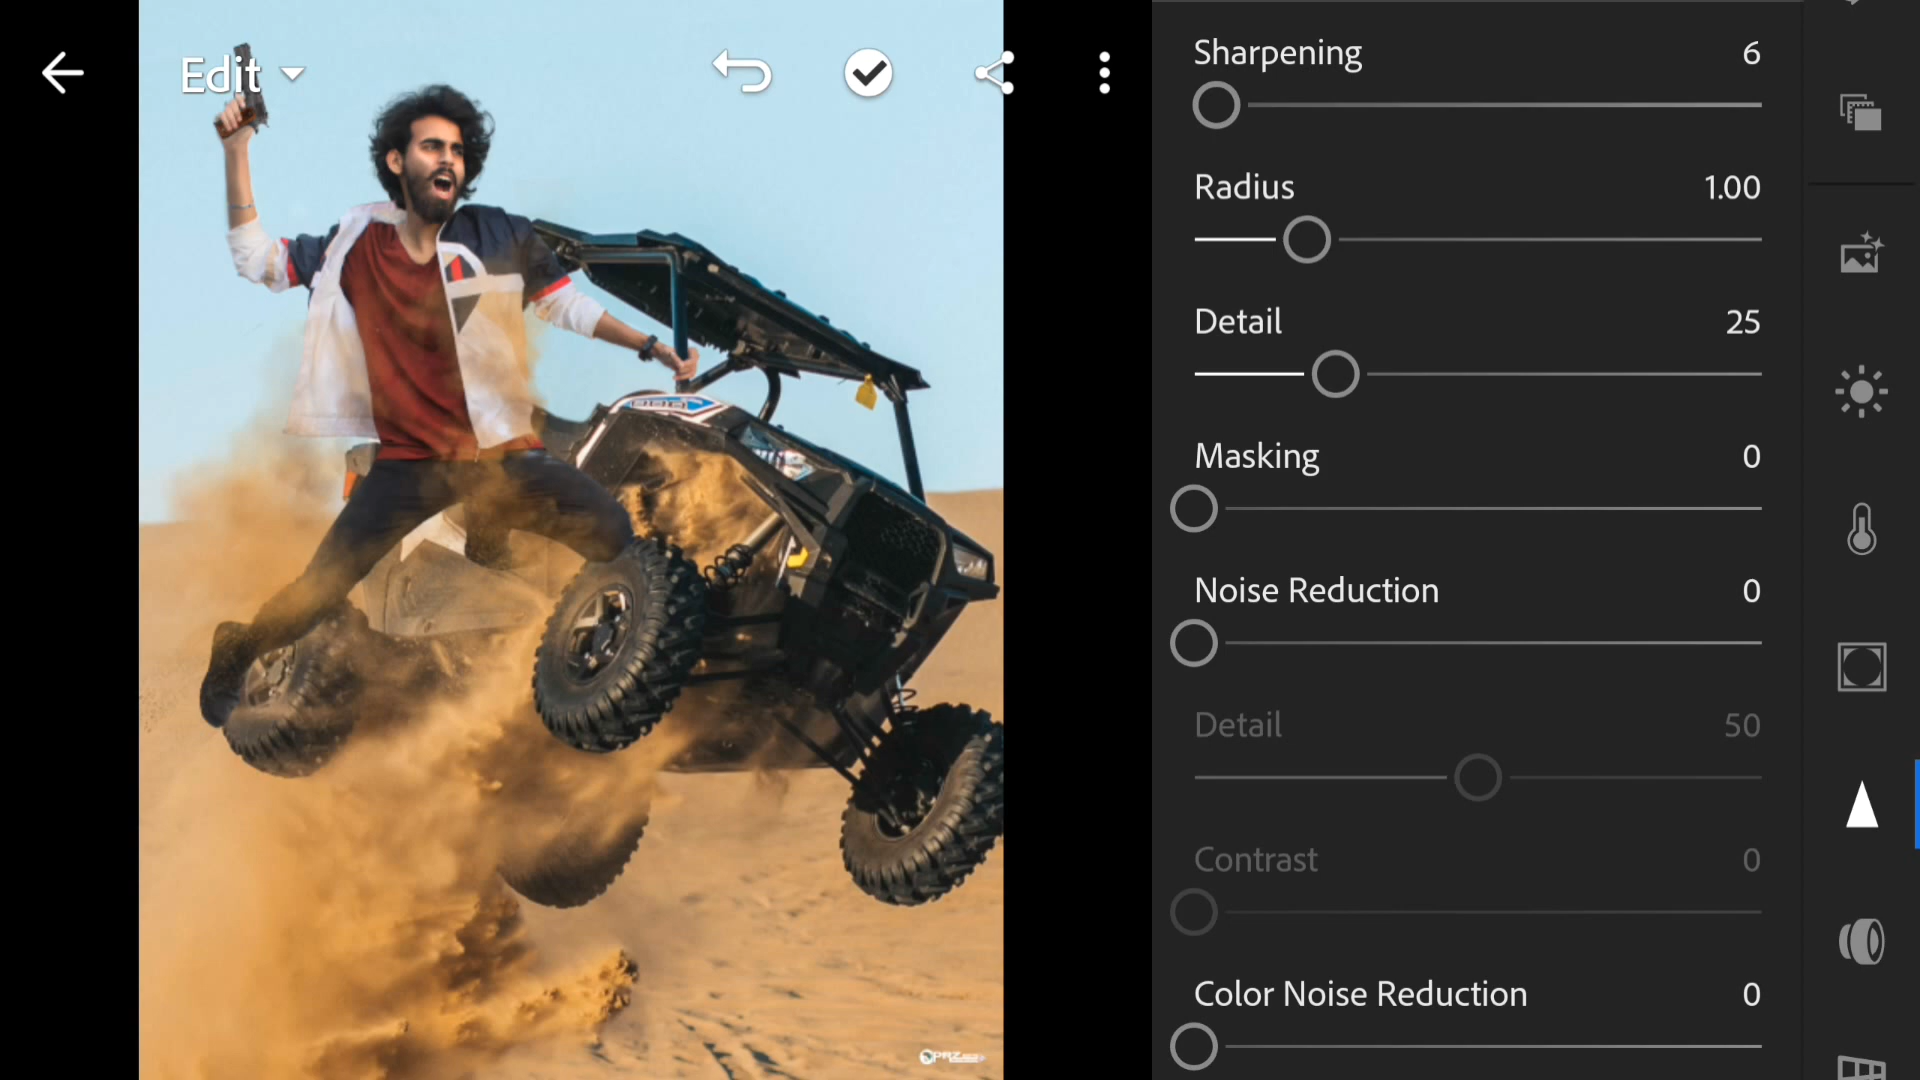 Edit
Sharpening 6
Radius 1.00
Detail 25
Masking 0
Noise Reduction 0
Detail 50
Contrast 0
Color Noise Reduction 0